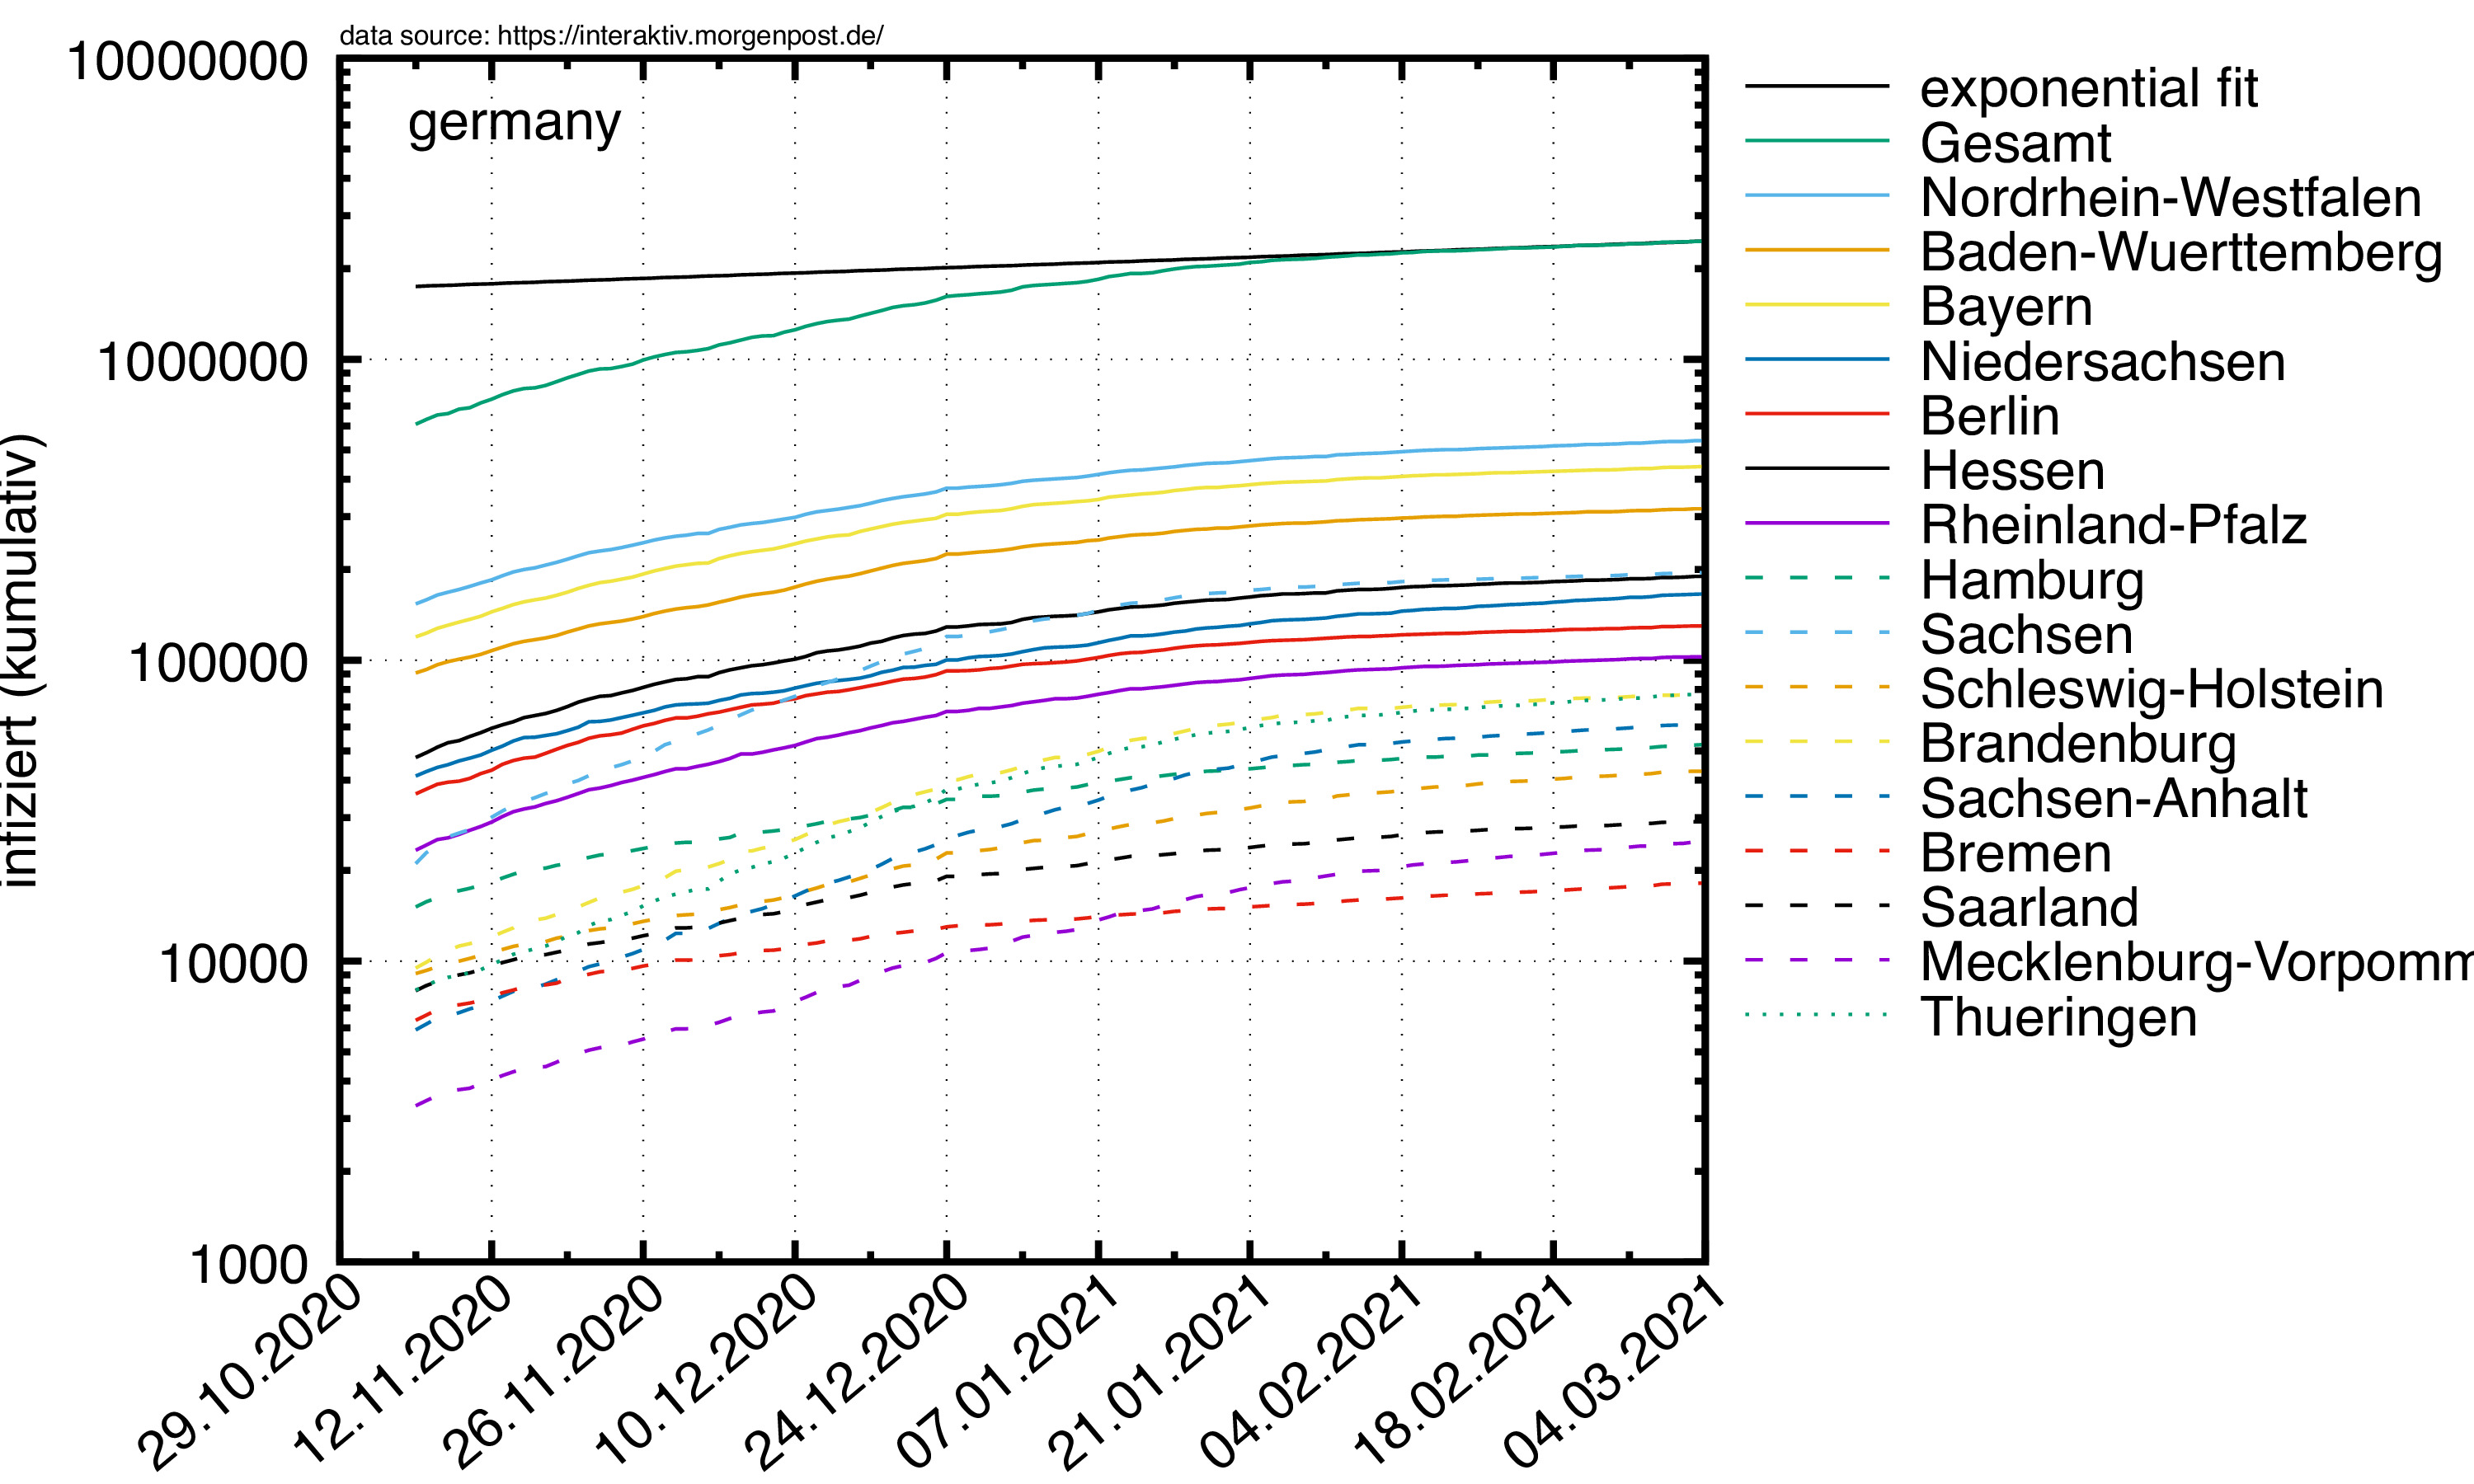 data source: https://interaktiv.morgenpost.de/
10000000
germany
1000000
100000
10000
1000
infiziert (kumulativ)
29.10.2020
12.11.2020
26.11.2020
10.12.2020
24.12.2020
07.01.2021
21.01.2021
04.02.2021
18.02.2021
04.03.2021
exponential fit
Gesamt
Nordrhein-Westfalen
Baden-Wuerttemberg
Bayern
Niedersachsen
Berlin
Hessen
Rheinland-Pfalz
Hamburg
Sachsen
Schleswig-Holstein
Brandenburg
Sachsen-Anhalt
Bremen
Saarland
Mecklenburg-Vorpomm
Thueringen